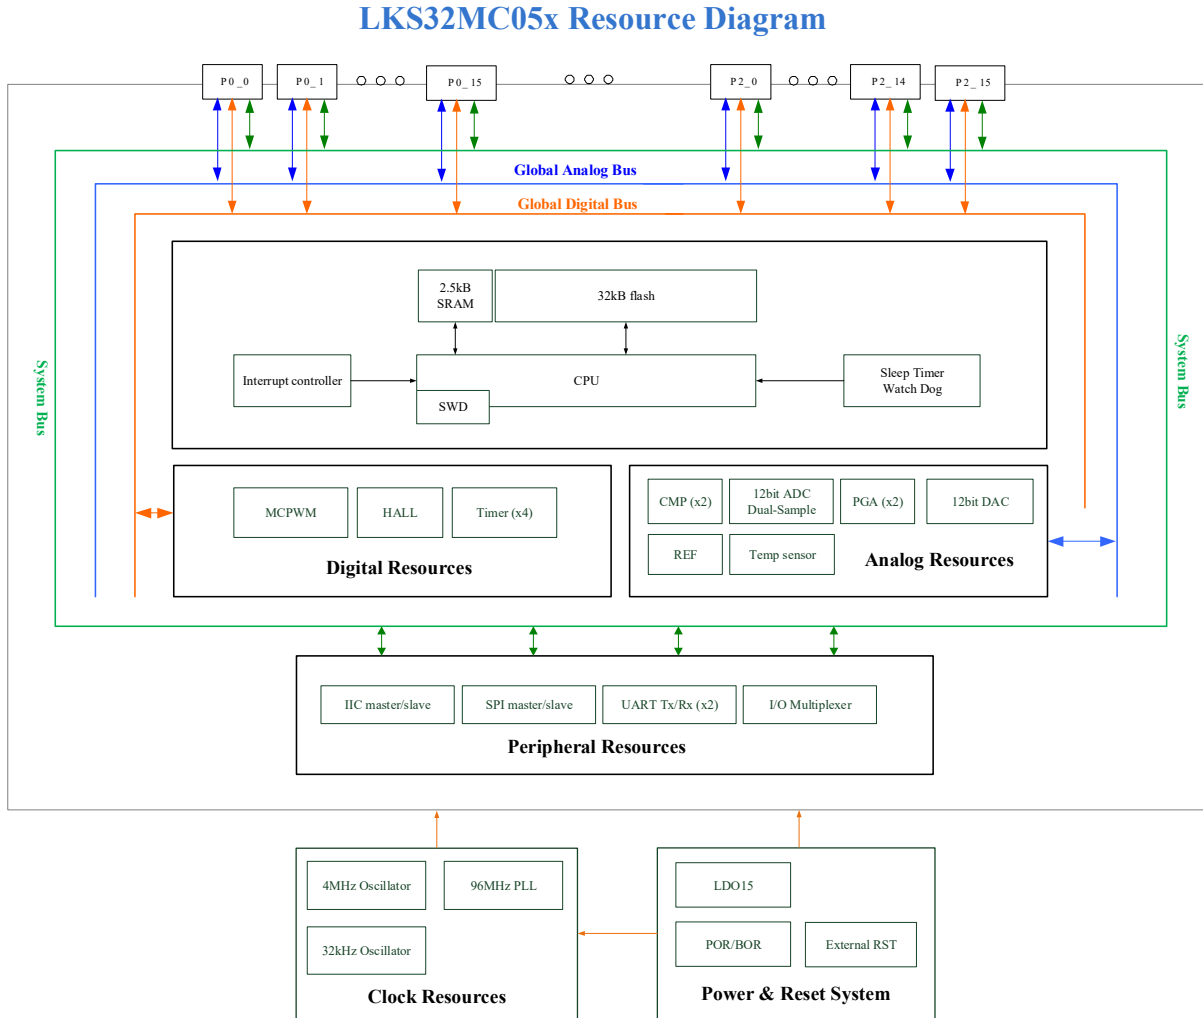 LKS32MC05x Resource Diagram
P0_0
P0_1
P0_15
P2_0
P2_14
P2_15
Global Analog Bus
Global Digital Bus
2.5kB
SRAM
32kB flash
System Bus
System Bus
Interrupt controller
CPU
SWD
Sleep Timer
Watch Dog
MCPWM
HALL
Timer (x4)
Digital Resources
CMP (x2)
12bit ADC
Dual-Sample
PGA (x2)
12bit DAC
REF
Temp sensor
Analog Resources
IIC master/slave
SPI master/slave
UART Tx/Rx (x2)
I/O Multiplexer
Peripheral Resources
4MHz Oscillator
96MHz PLL
32kHz Oscillator
Clock Resources
LDO15
POR/BOR
External RST
Power & Reset System